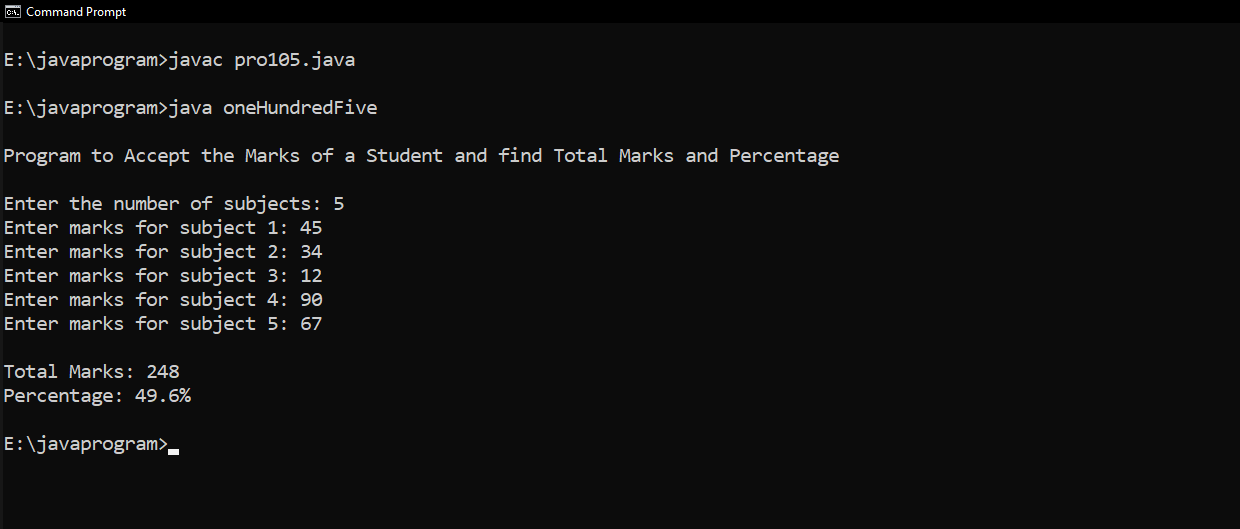 Command Prompt
E:\javaprogram>javac pro105.java
E:\javaprogram>java oneHundredFive
Program to Accept the Marks of a Student and find Total Marks and Percentage
Enter the number of subjects: 5
Enter marks for subject 1: 45
Enter marks for subject 2: 34
Enter marks for subject 3: 12
Enter marks for subject 4: 90
Enter marks for subject 5: 67
Total Marks: 248
Percentage: 49.6%
E:\javaprogram>